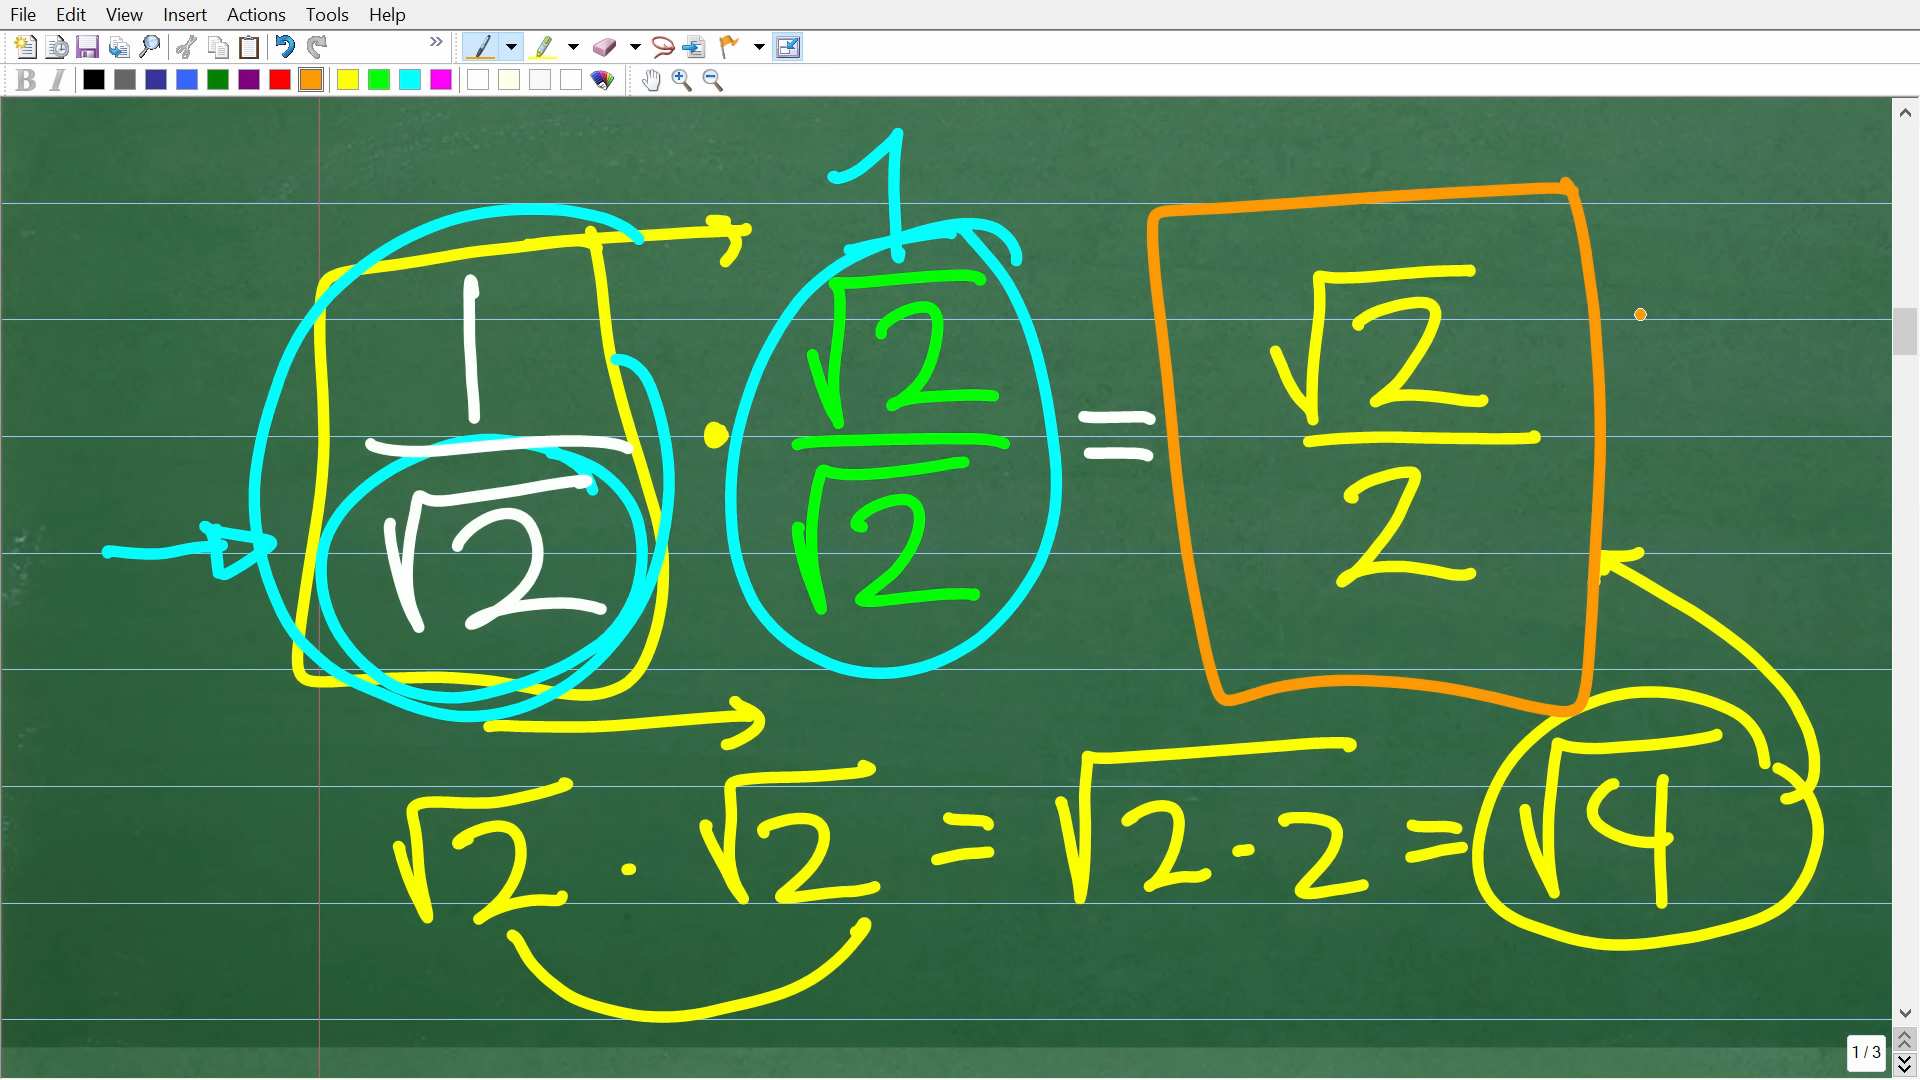 File Edit View Insert Actions Tools Help
B I
1
1/√2 · √2/√2 = √2/2
√2 · √2 = √2·2 = √4
1 / 3